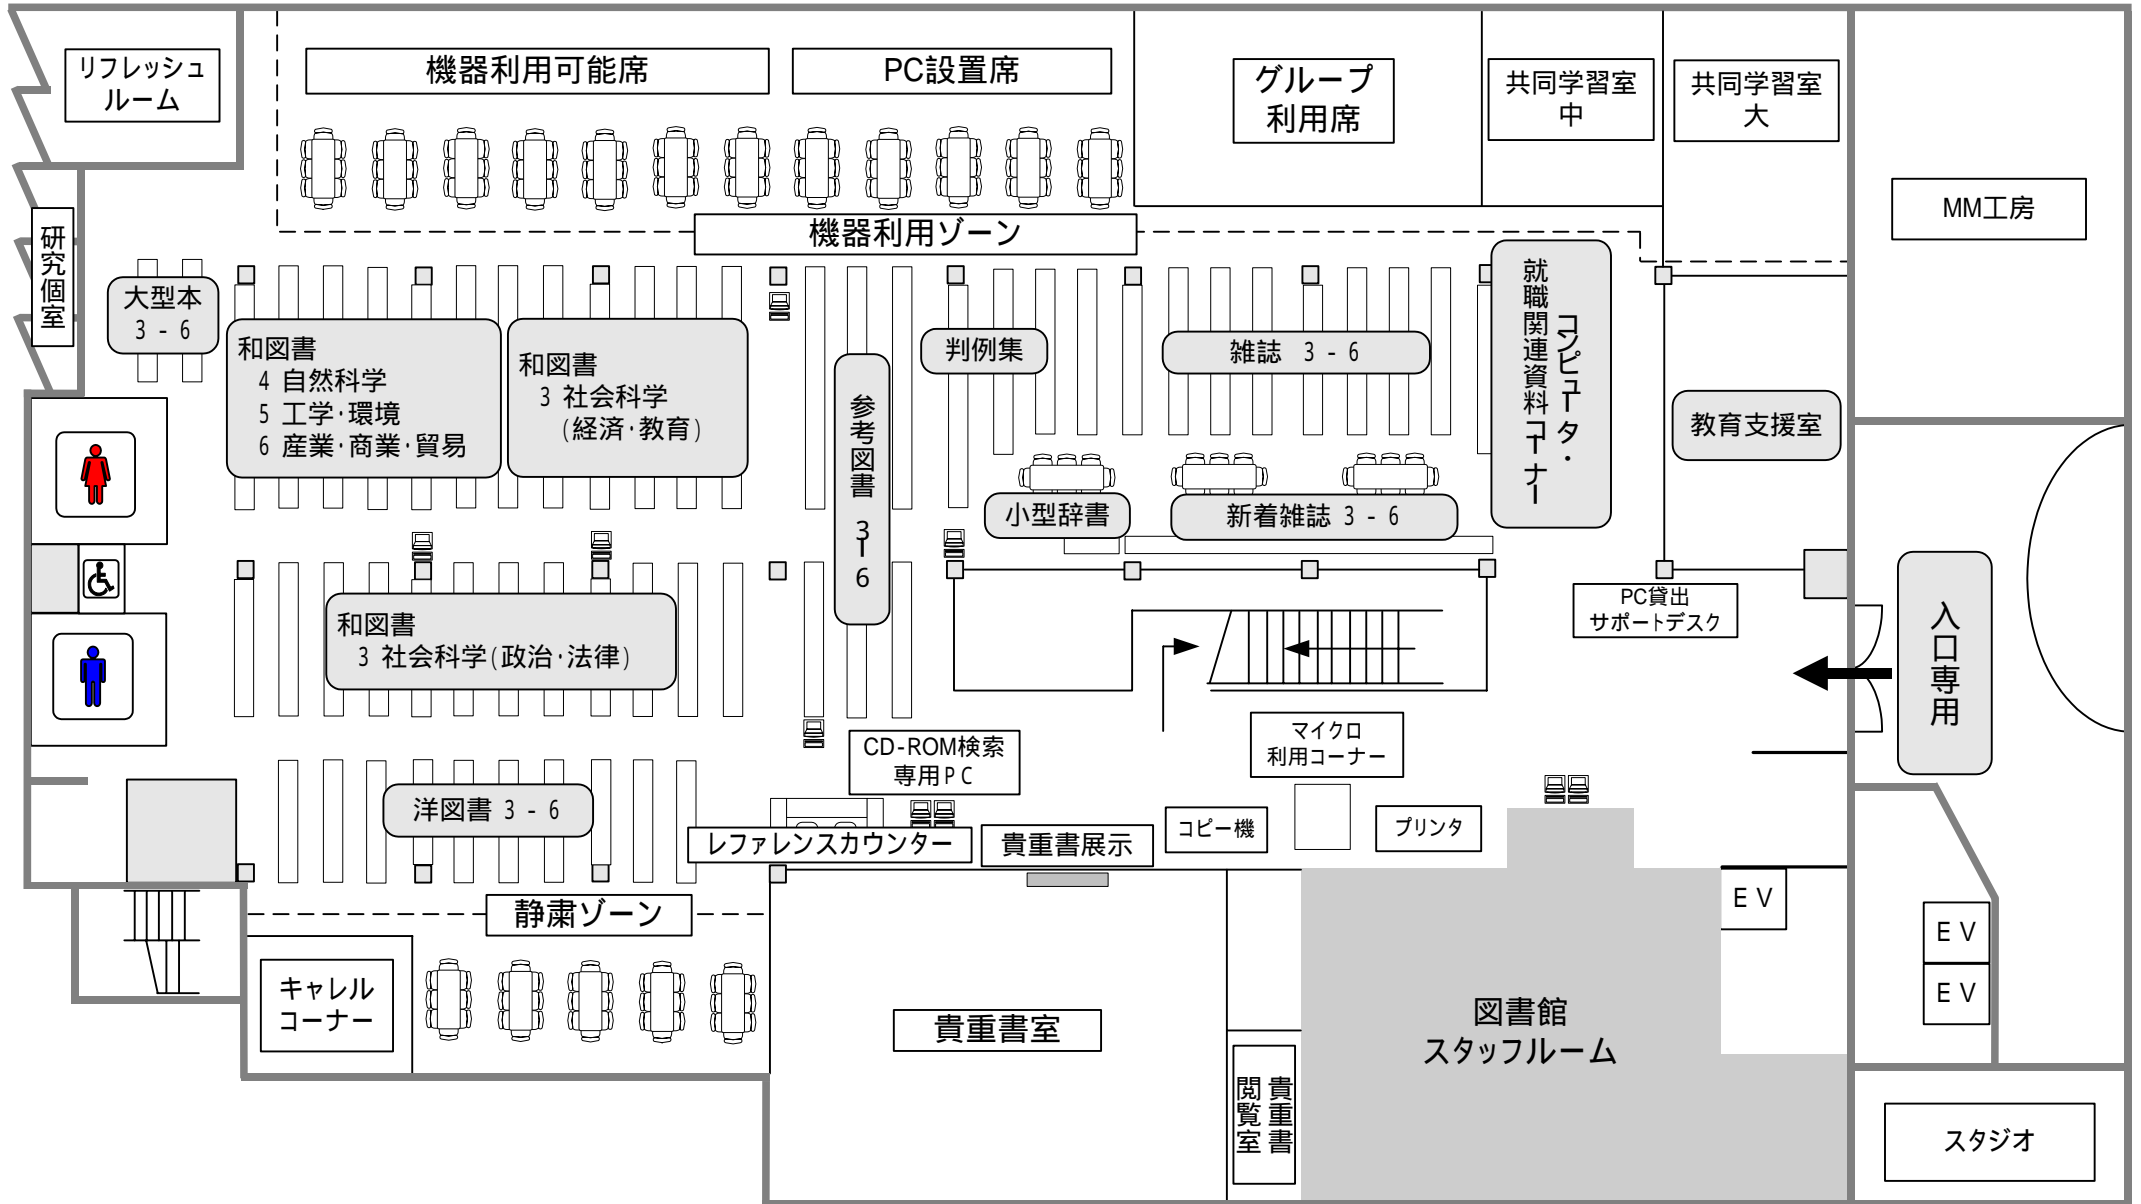 リフレッシュ
ルーム
機器利用可能席
PC設置席
グループ
利用席
共同学習室
中
共同学習室
大
MM工房
機器利用ゾーン
研究個室
大型本
3 - 6
和図書
4 自然科学
5 工学·環境
6 産業·商業·貿易
和図書
3 社会科学
(経済·教育)
参考図書 3-6
判例集
雑誌 3 - 6
コンピュータ・
就職関連資料コーナー
教育支援室
小型辞書
新着雑誌 3 - 6
PC貸出
サポートデスク
入口専用
和図書
3 社会科学(政治·法律)
CD-ROM検索
専用PC
マイクロ
利用コーナー
洋図書 3 - 6
レファレンスカウンター
貴重書展示
コピー機
プリンタ
EV
EV
EV
静粛ゾーン
キャレル
コーナー
貴重書室
貴重書
閲覧室
図書館
スタッフルーム
スタジオ